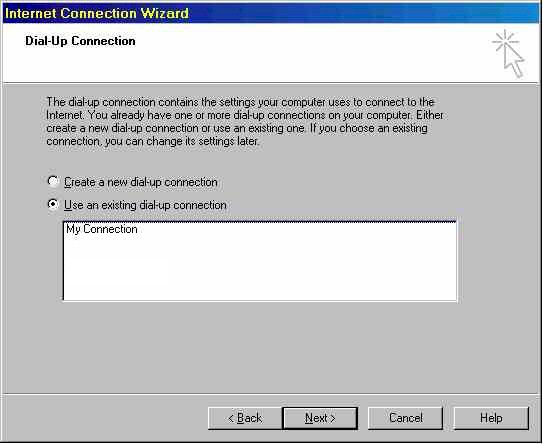 Internet Connection Wizard
Dial-Up Connection
The dial-up connection contains the settings your computer uses to connect to the
Internet. You already have one or more dial-up connections on your computer. Either
create a new dial-up connection or use an existing one. If you choose an existing
connection, you can change its settings later.
Create a new dial-up connection
Use an existing dial-up connection
My Connection
< Back Next > Cancel Help